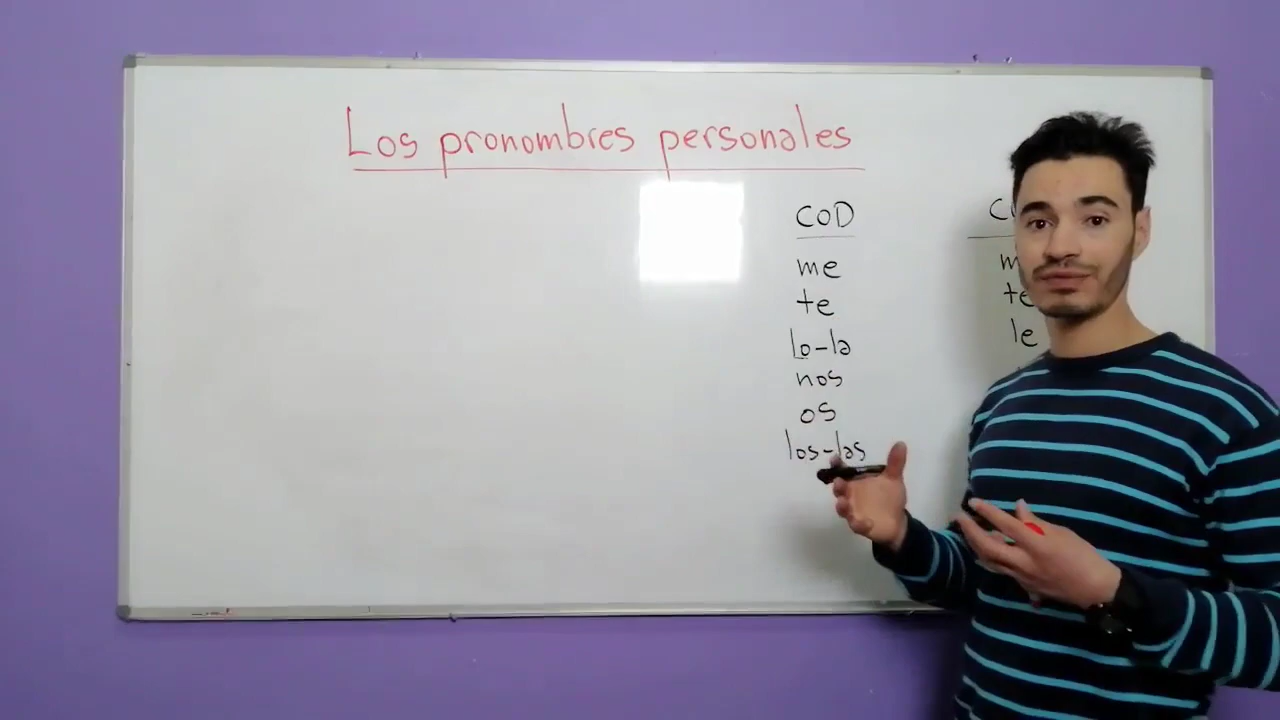 Los pronombres personales
COD
me
te
lo-la
nos
os
los-las
te
le